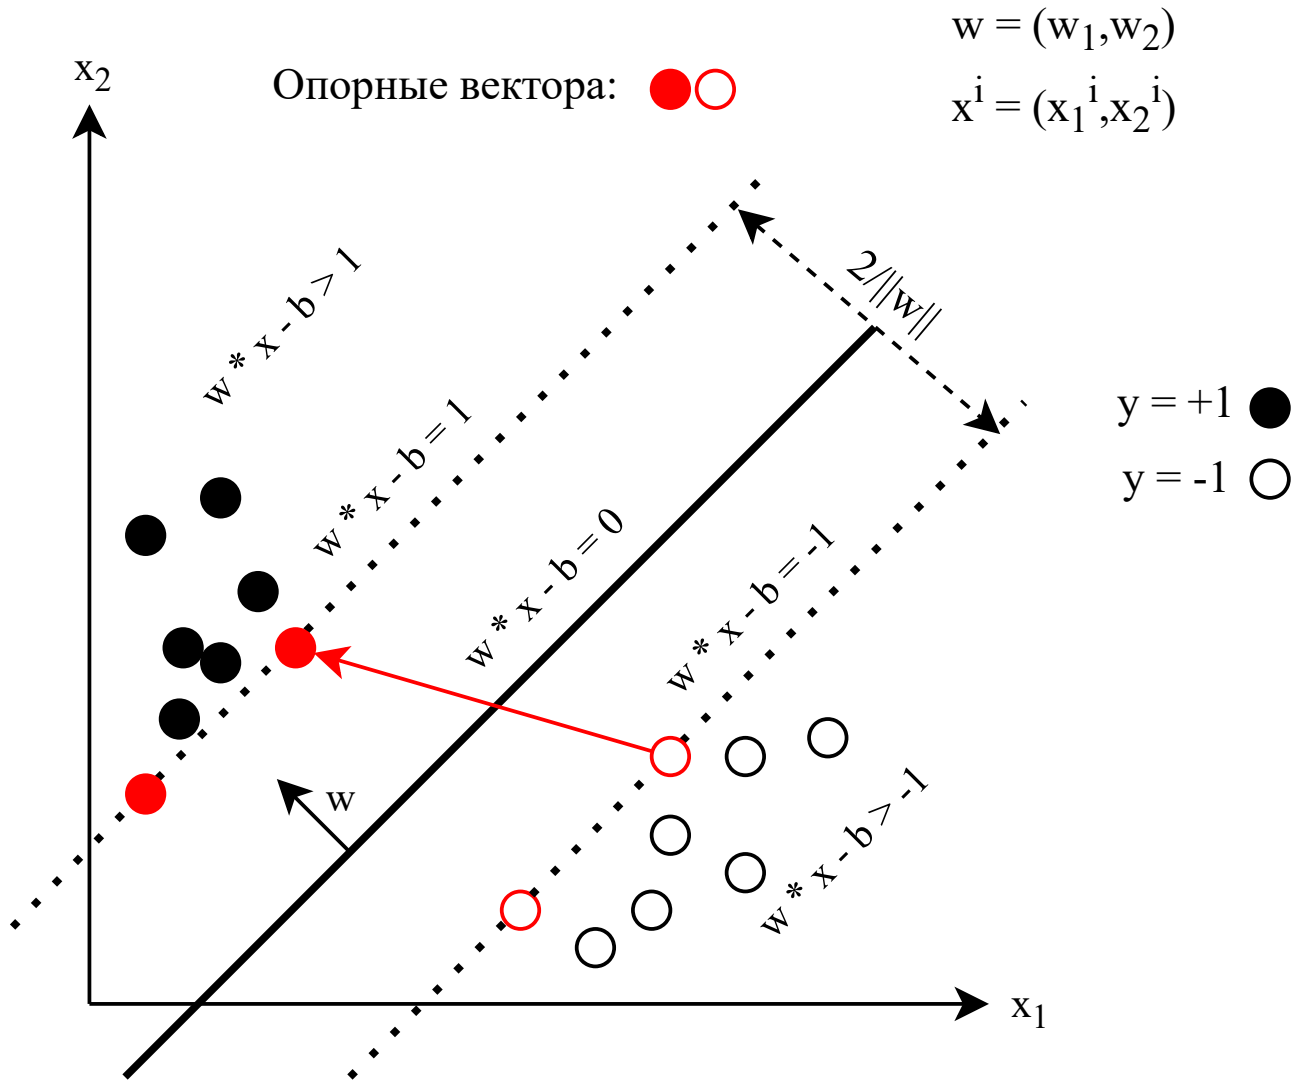 w = (w₁,w₂)
x₂
Опорные вектора:
xⁱ = (x₁ⁱ,x₂ⁱ)
w * x - b > 1
2/||w||
w * x - b = 1
y = +1
y = -1
w * x - b = 0
w * x - b = -1
w
w * x - b > -1
x₁